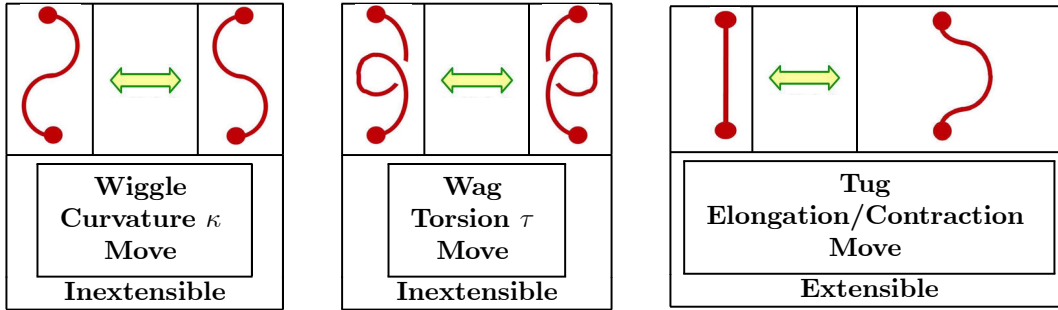 Wiggle
Curvature κ
Move
Inextensible
Wag
Torsion τ
Move
Inextensible
Tug
Elongation/Contraction
Move
Extensible